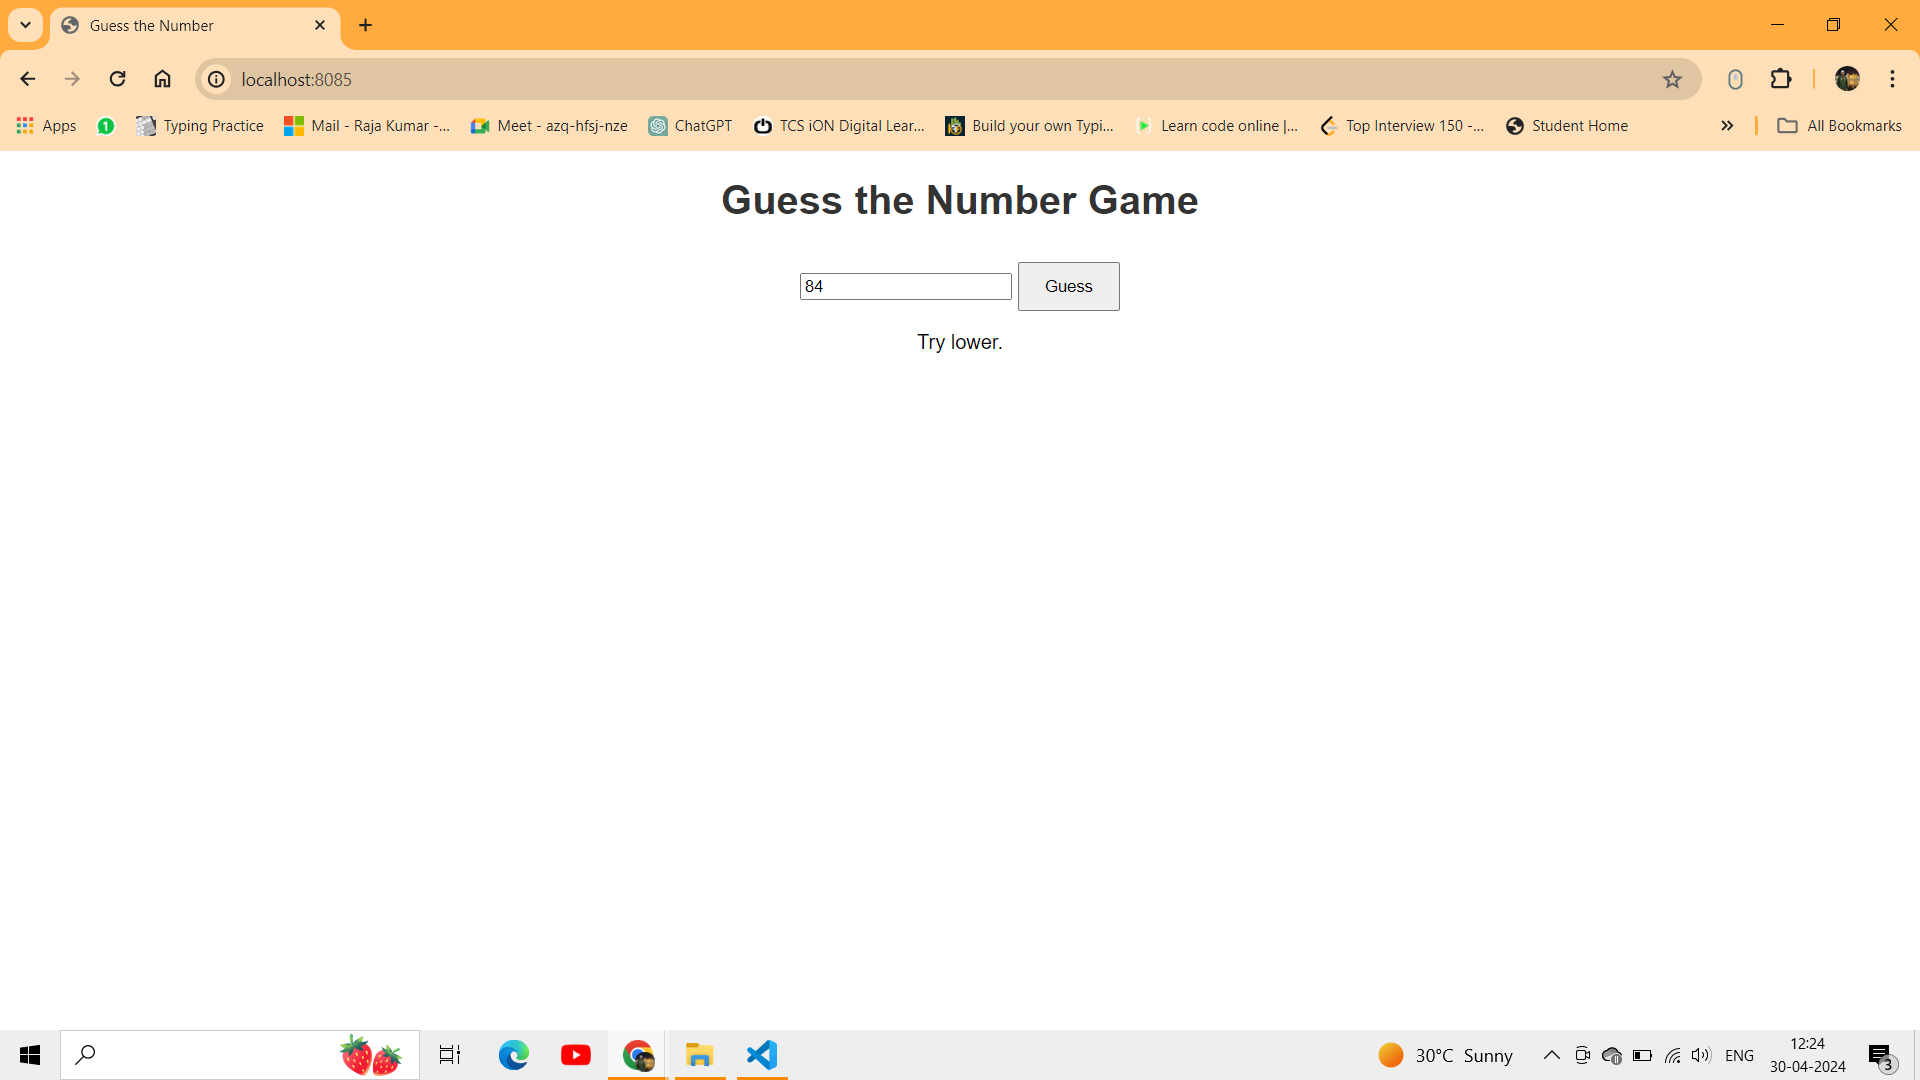 Guess the Number
localhost:8085
Apps
1
Typing Practice
Mail - Raja Kumar -...
Meet - azq-hfsj-nze
ChatGPT
TCS iON Digital Lear...
Build your own Typi...
Learn code online |...
Top Interview 150 -...
Student Home
All Bookmarks
Guess the Number Game
84
Guess
Try lower.
30°C Sunny
ENG
12:24
30-04-2024
3